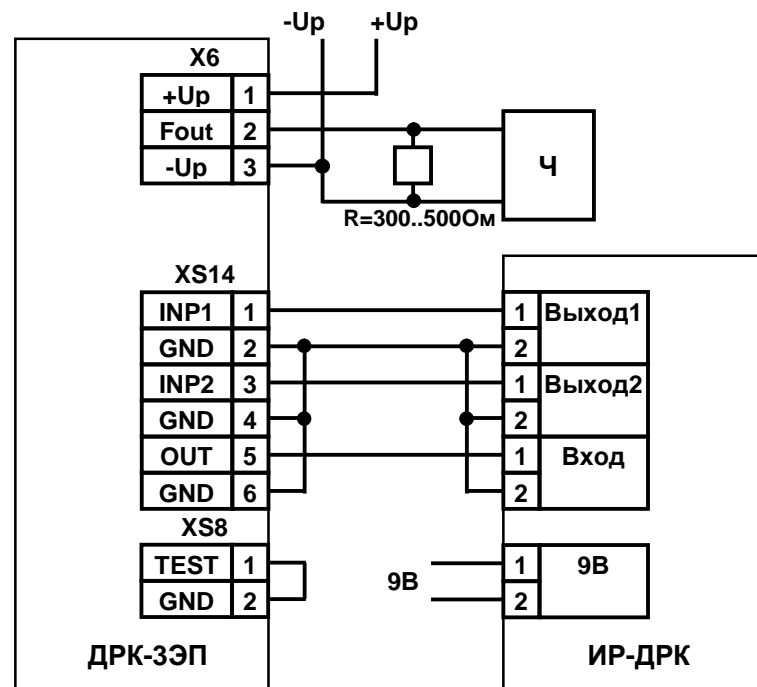 -Up +Up
X6
+Up 1
Fout 2
-Up 3
Ч
R=300..500Ом
XS14
INP1 1
GND 2
INP2 3
GND 4
OUT 5
GND 6
1 Выход1
2
1 Выход2
2
1 Вход
2
XS8
TEST 1
GND 2
9В
1 9В
2
ДРК-3ЭП
ИР-ДРК